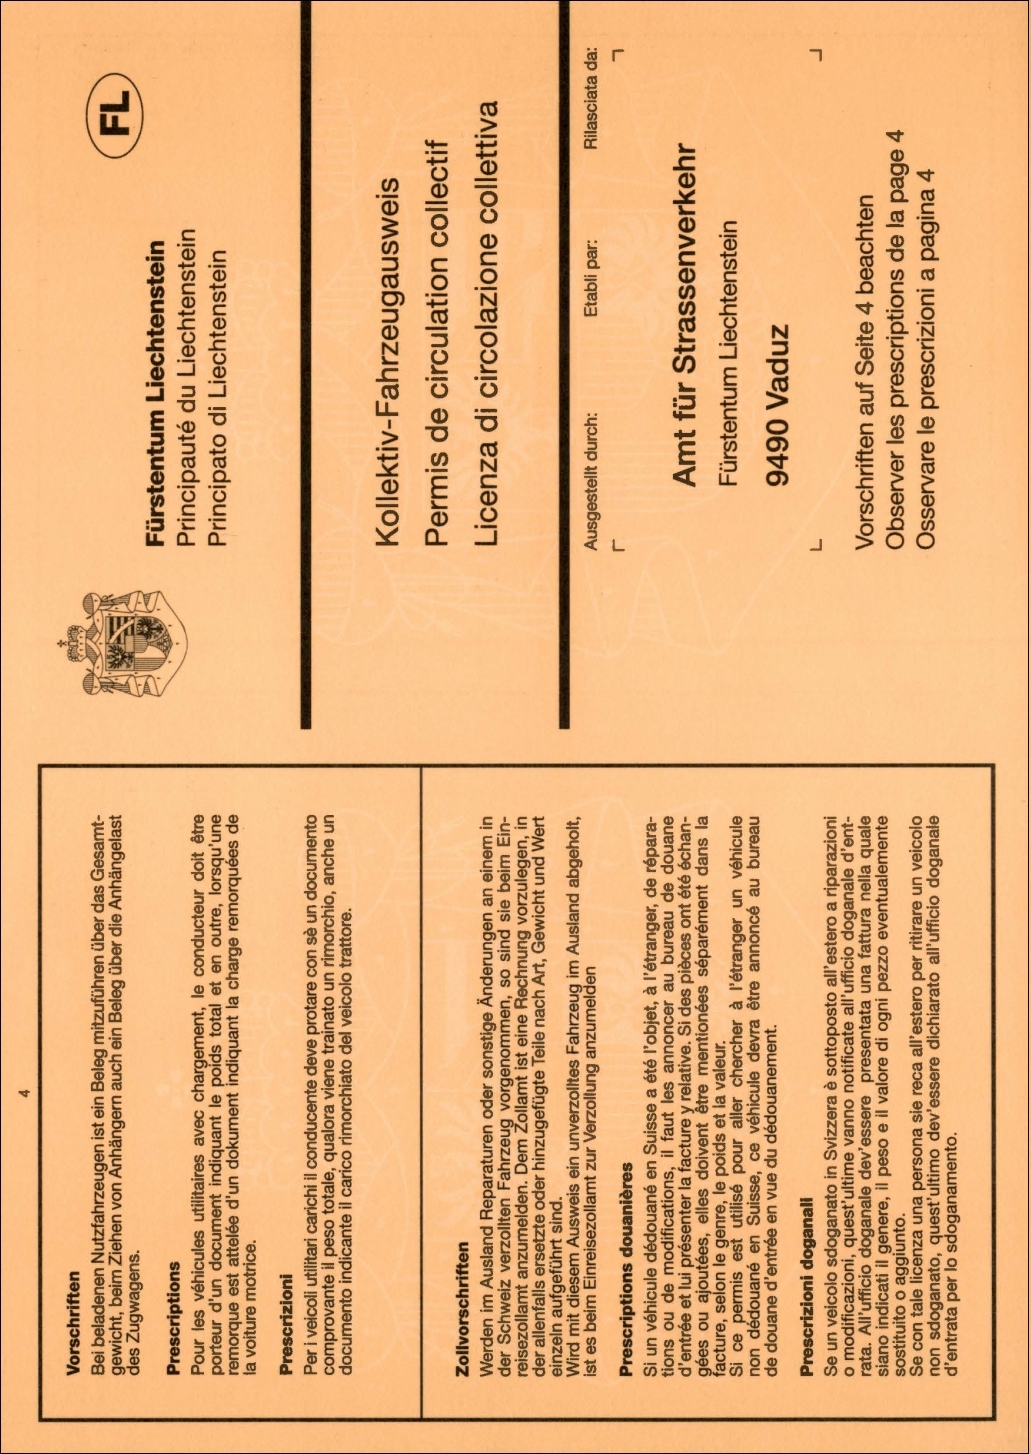 4
Vorschriften
Bei beladenen Nutzfahrzeugen ist ein Beleg mitzuführen über das Gesamt-
gewicht, beim Ziehen von Anhängern auch ein Beleg über die Anhängelast
des Zugwagens.
Prescriptions
Pour les véhicules utilitaires avec chargement, le conducteur doit être
porteur d'un document indiquant le poids total et en outre, lorsqu'une
remorque est attelée d'un dokument indiquant la charge remorquées de
la voiture motrice.
Prescrizioni
Per i veicoli utilitari carichi il conducente deve protare con sè un documento
comprovante il peso totale, qualora viene trainato un rimorchio, anche un
documento indicante il carico rimorchiato del veicolo trattore.
Zollvorschriften
Werden im Ausland Reparaturen oder sonstige Änderungen an einem in
der Schweiz verzollten Fahrzeug vorgenommen, so sind sie beim Ein-
reisezollamt anzumelden. Dem Zollamt ist eine Rechnung vorzulegen, in
der allenfalls ersetzte oder hinzugefügte Teile nach Art, Gewicht und Wert
einzeln aufgeführt sind.
Wird mit diesem Ausweis ein unverzolltes Fahrzeug im Ausland abgeholt,
ist es beim Einreisezollamt zur Verzollung anzumelden
Prescriptions douanières
Si un véhicule dédouané en Suisse a été l'objet, à l'étranger, de répara-
tions ou de modifications, il faut les annoncer au bureau de douane
d'entrée et lui présenter la facture y relative. Si des pièces ont été échan-
gées ou ajoutées, elles doivent être mentionées séparément dans la
facture, selon le genre, le poids et la valeur.
Si ce permis est utilisé pour aller chercher à l'étranger un véhicule
non dédouané en Suisse, ce véhicule devra être annoncé au bureau
de douane d'entrée en vue du dédouanement.
Prescrizioni doganali
Se un veicolo sdoganato in Svizzera è sottoposto all'estero a riparazioni
o modificazioni, quest'ultime vanno notificate all'ufficio doganale d'ent-
rata. All'ufficio doganale dev'essere presentata una fattura nella quale
siano indicati il genere, il peso e il valore di ogni pezzo eventualemente
sostituito o aggiunto.
Se con tale licenza una persona sie reca all'estero per ritirare un veicolo
non sdoganato, quest'ultimo dev'essere dichiarato all'ufficio doganale
d'entrata per lo sdoganamento.
FL
Fürstentum Liechtenstein
Principauté du Liechtenstein
Principato di Liechtenstein
Kollektiv-Fahrzeugausweis
Permis de circulation collectif
Licenza di circolazione collettiva
Ausgestellt durch: Etabli par: Rilasciata da:
Amt für Strassenverkehr
Fürstentum Liechtenstein
9490 Vaduz
Vorschriften auf Seite 4 beachten
Observer les prescriptions de la page 4
Osservare le prescrizioni a pagina 4